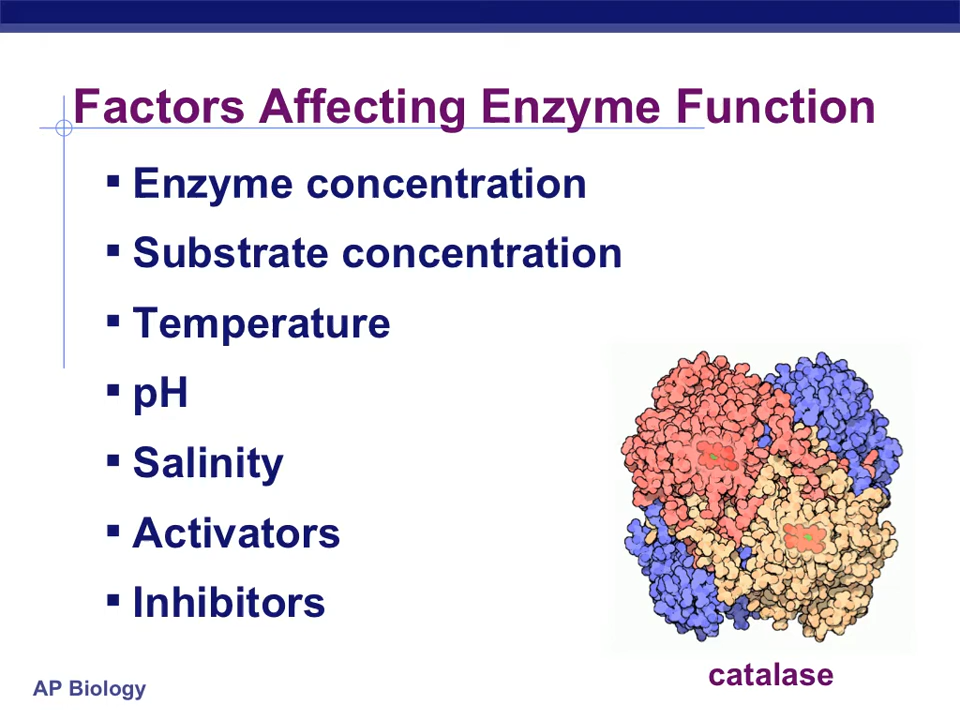 Factors Affecting Enzyme Function
▪ Enzyme concentration
▪ Substrate concentration
▪ Temperature
▪ pH
▪ Salinity
▪ Activators
▪ Inhibitors
catalase
AP Biology